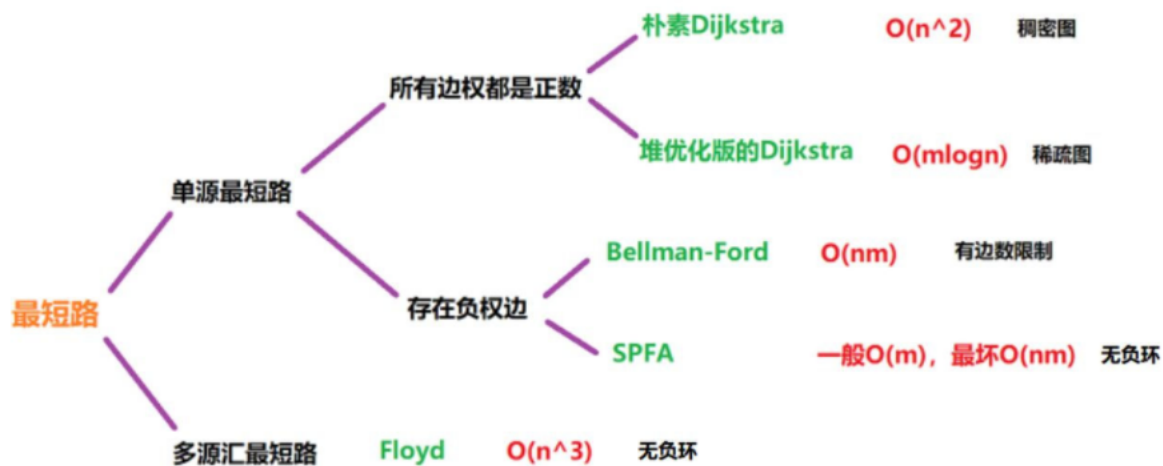 朴素Dijkstra O(n^2) 稠密图
所有边权都是正数
堆优化版的Dijkstra O(mlogn) 稀疏图
单源最短路
Bellman-Ford O(nm) 有边数限制
存在负权边
最短路
SPFA 一般O(m)，最坏O(nm) 无负环
多源汇最短路 Floyd O(n^3) 无负环